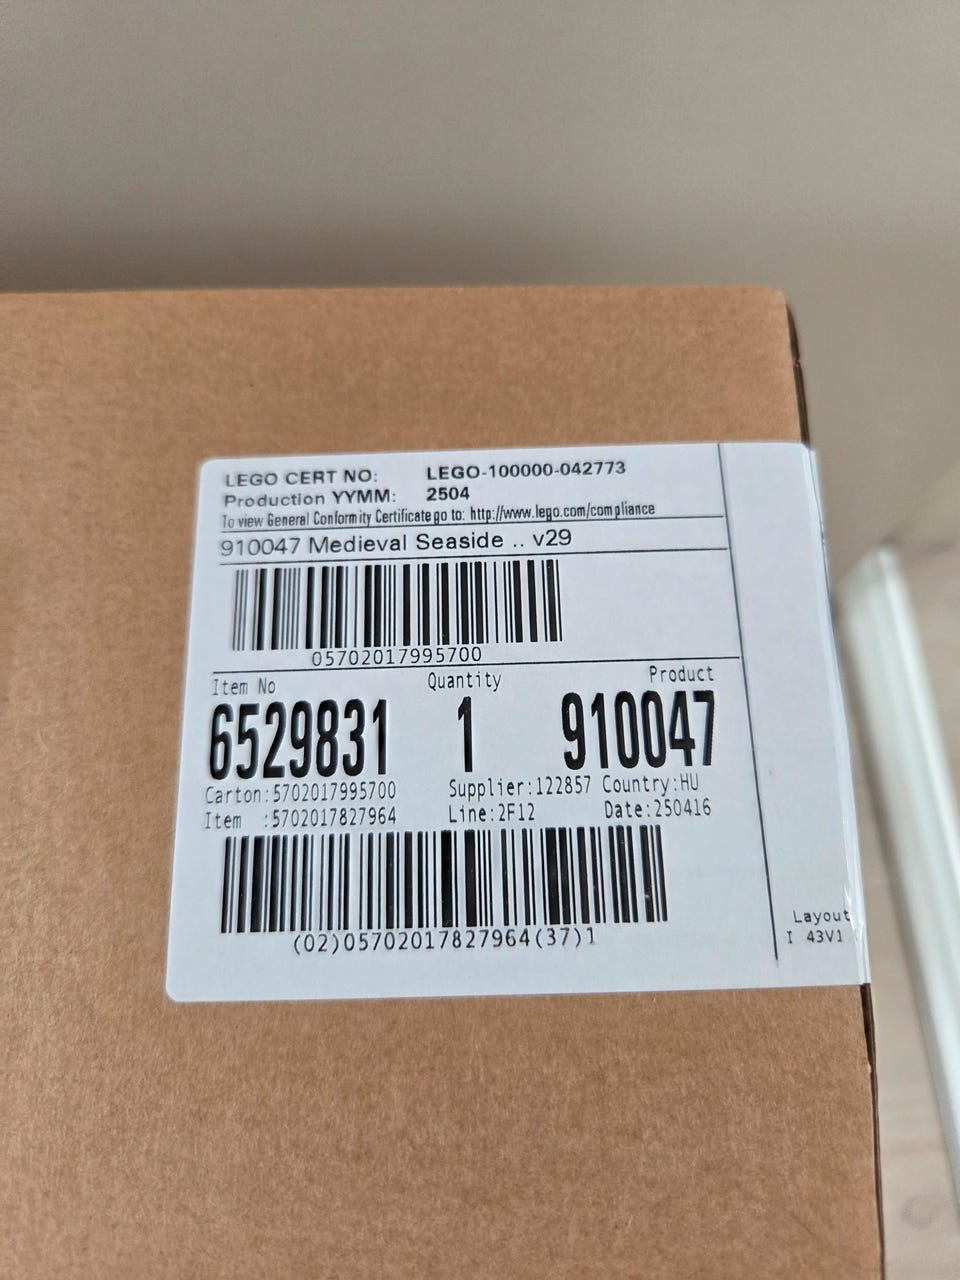 LEGO CERT NO: LEGO-100000-042773
Production YYMM: 2504
To view General Conformity Certificate go to: http://www.lego.com/compliance
910047 Medieval Seaside .. v29
05702017995700
Item No Quantity Product
6529831 1 910047
Carton:5702017995700 Supplier:122857 Country:HU
Item :5702017827964 Line:2F12 Date:250416
(02)05702017827964(37)1
Layout
I 43V1